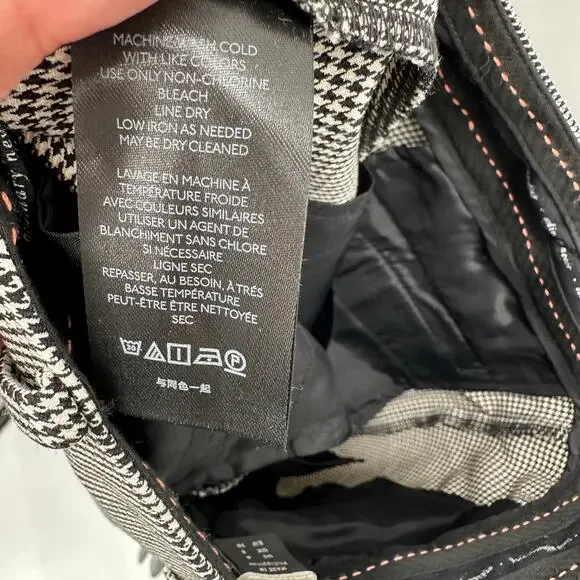 MACHINE WASH COLD
WITH LIKE COLORS
USE ONLY NON-CHLORINE
BLEACH
LINE DRY
LOW IRON AS NEEDED
MAY BE DRY CLEANED
LAVAGE EN MACHINE À
TEMPÉRATURE FROIDE
AVEC COULEURS SIMILAIRES
UTILISER UN AGENT DE
BLANCHIMENT SANS CHLORE
SI NÉCESSAIRE
LIGNE SEC
REPASSER, AU BESOIN, À TRÉS
BASSE TEMPÉRATURE
PEUT-ÊTRE ÊTRE NETTOYÉE
SEC
30
P
与同色一起